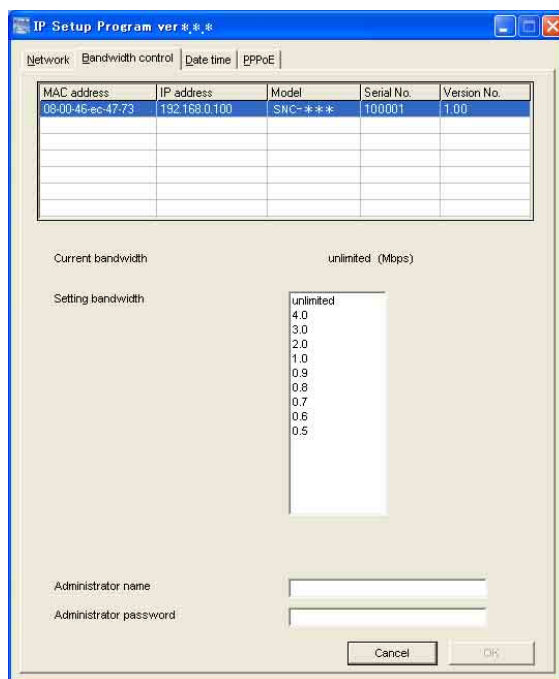 IP Setup Program ver*.*.*
Network Bandwidth control Date time PPPoE
MAC address IP address Model Serial No. Version No.
08-00-46-ec-47-73 192.168.0.100 SNC-*** 100001 1.00
Current bandwidth unlimited (Mbps)
Setting bandwidth
unlimited
4.0
3.0
2.0
1.0
0.9
0.8
0.7
0.6
0.5
Administrator name
Administrator password
Cancel OK